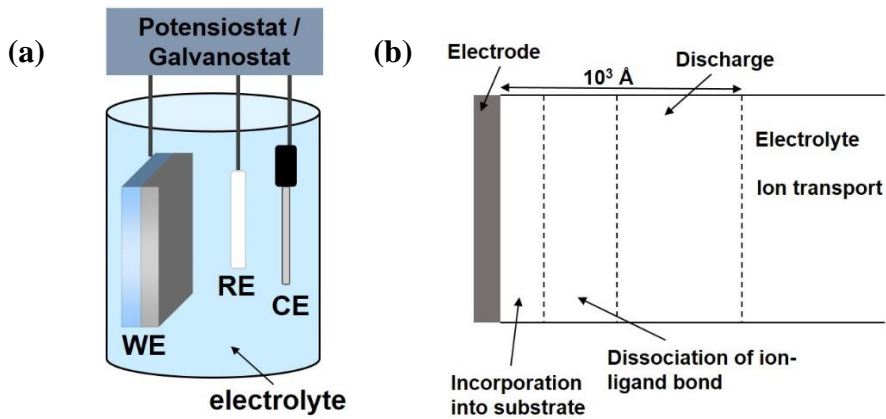 (a)
Potensiostat /
Galvanostat
WE
RE
CE
electrolyte
(b)
Electrode
10³ Å
Discharge
Electrolyte
Ion transport
Incorporation
into substrate
Dissociation of ion-
ligand bond